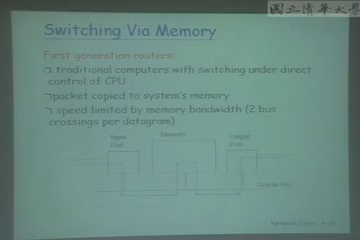 國立清華大學
Switching Via Memory
First generation routers:
traditional computers with switching under direct
control of CPU
packet copied to system's memory
speed limited by memory bandwidth (2 bus
crossings per datagram)
Input
Port
Memory
Output
Port
System Bus
Network Layer